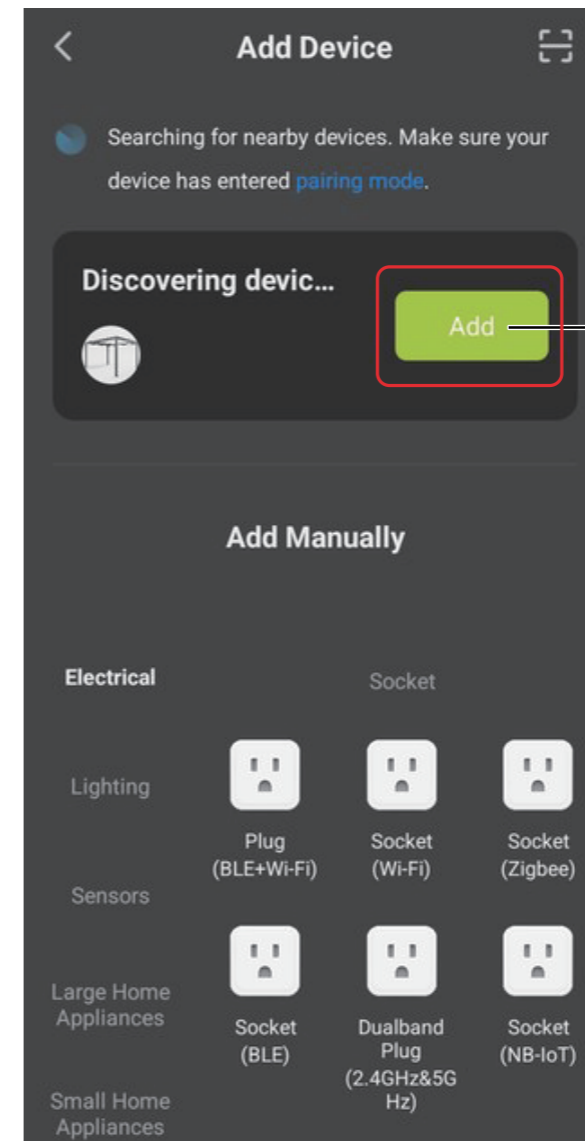 Add Device
Searching for nearby devices. Make sure your
device has entered pairing mode.
Discovering devic...
Add
Add Manually
Electrical
Socket
Lighting
Plug
(BLE+Wi-Fi)
Socket
(Wi-Fi)
Socket
(Zigbee)
Sensors
Large Home
Appliances
Socket
(BLE)
Dualband
Plug
(2.4GHz&5G
Hz)
Socket
(NB-IoT)
Small Home
Appliances